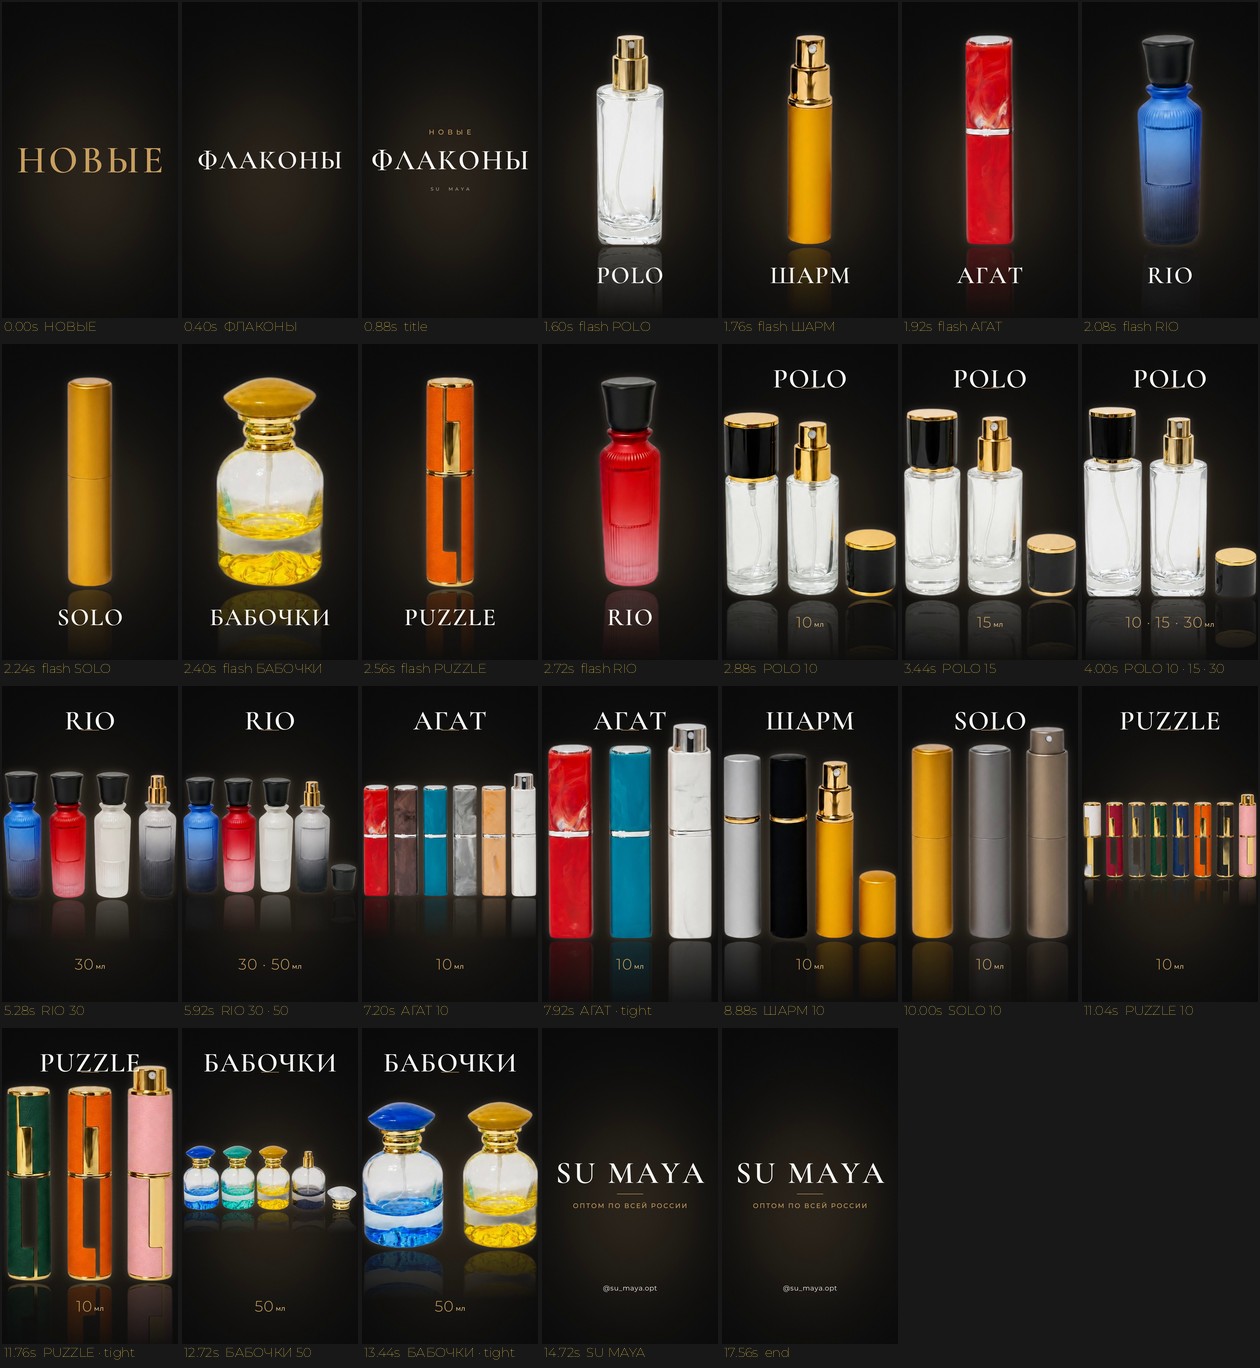 НОВЫЕ
0.00s НОВЫЕ
ФЛАКОНЫ
0.40s ФЛАКОНЫ
НОВЫЕ
ФЛАКОНЫ
SU MAYA
0.88s title
POLO
1.60s flash POLO
ШАРМ
1.76s flash ШАРМ
АГАТ
1.92s flash АГАТ
RIO
2.08s flash RIO
SOLO
2.24s flash SOLO
БАБОЧКИ
2.40s flash БАБОЧКИ
PUZZLE
2.56s flash PUZZLE
RIO
2.72s flash RIO
POLO
10 мл
2.88s POLO 10
POLO
15 мл
3.44s POLO 15
POLO
10 · 15 · 30 мл
4.00s POLO 10 · 15 · 30
RIO
30 мл
5.28s RIO 30
RIO
30 · 50 мл
5.92s RIO 30 · 50
АГАТ
10 мл
7.20s АГАТ 10
АГАТ
10 мл
7.92s АГАТ · tight
ШАРМ
10 мл
8.88s ШАРМ 10
SOLO
10 мл
10.00s SOLO 10
PUZZLE
10 мл
11.04s PUZZLE 10
PUZZLE
10 мл
11.76s PUZZLE · tight
БАБОЧКИ
50 мл
12.72s БАБОЧКИ 50
БАБОЧКИ
50 мл
13.44s БАБОЧКИ · tight
SU MAYA
ОПТОМ ПО ВСЕЙ РОССИИ
@su_maya.opt
14.72s SU MAYA
SU MAYA
ОПТОМ ПО ВСЕЙ РОССИИ
@su_maya.opt
17.56s end